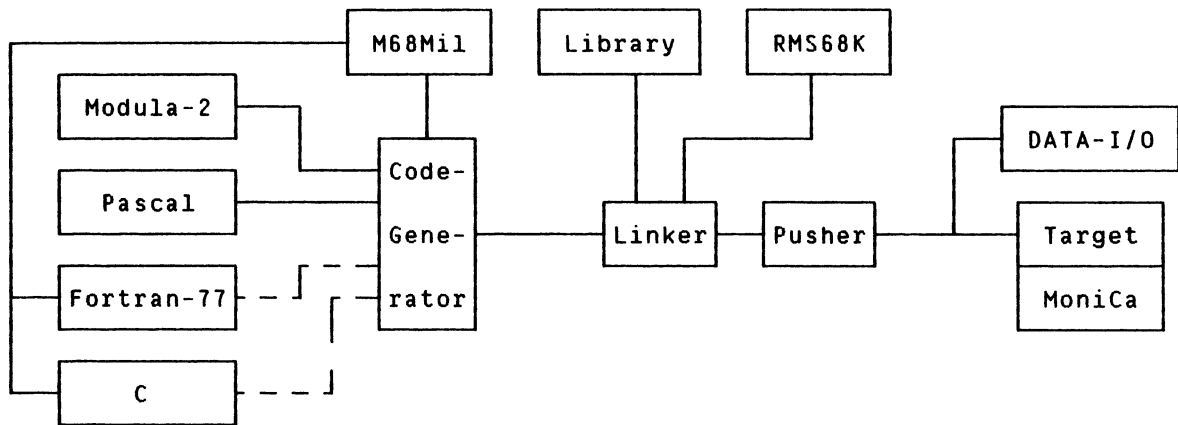 M68Mil
Library
RMS68K
Modula-2
DATA-I/O
Code-
Pascal
Gene-
Linker
Pusher
Target
Fortran-77
rator
MoniCa
C